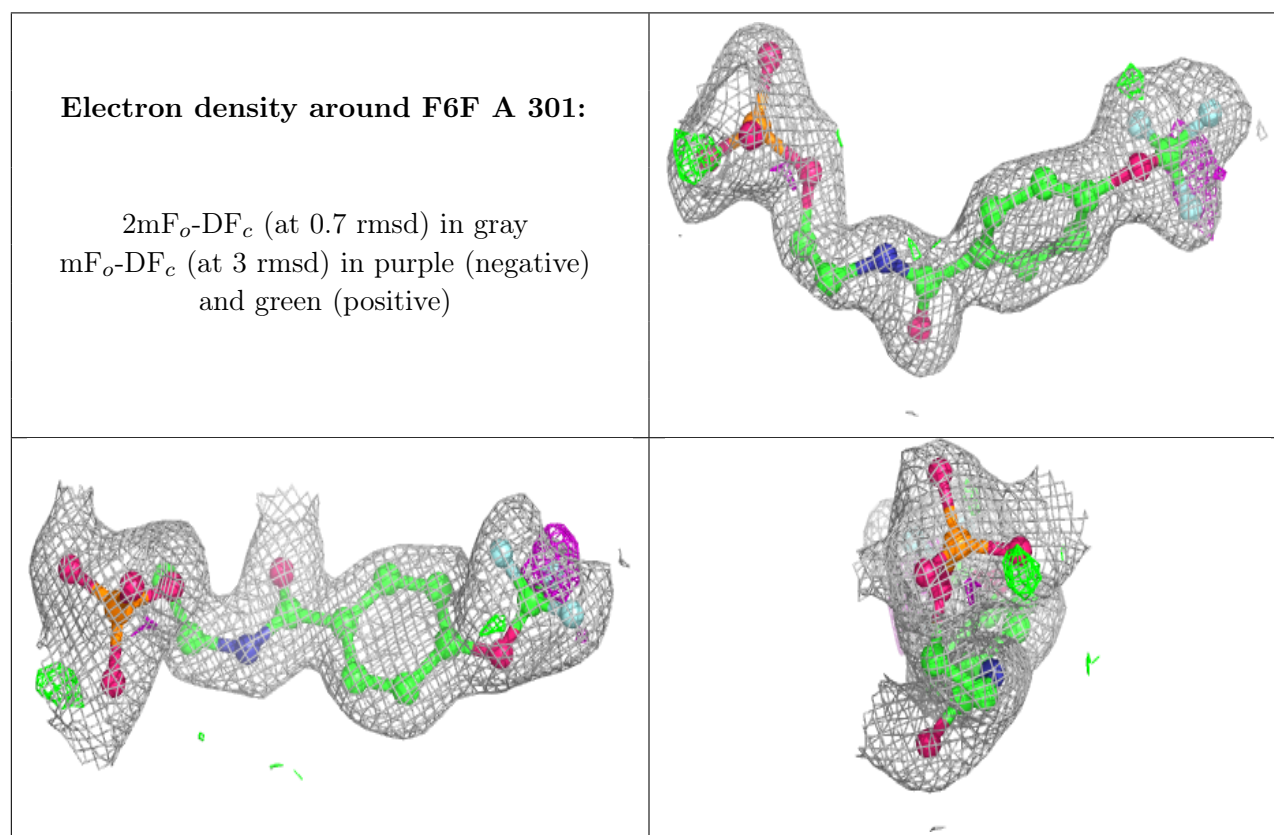 Electron density around F6F A 301:
2mFₒ-DF𝒸 (at 0.7 rmsd) in gray
mFₒ-DF𝒸 (at 3 rmsd) in purple (negative)
and green (positive)